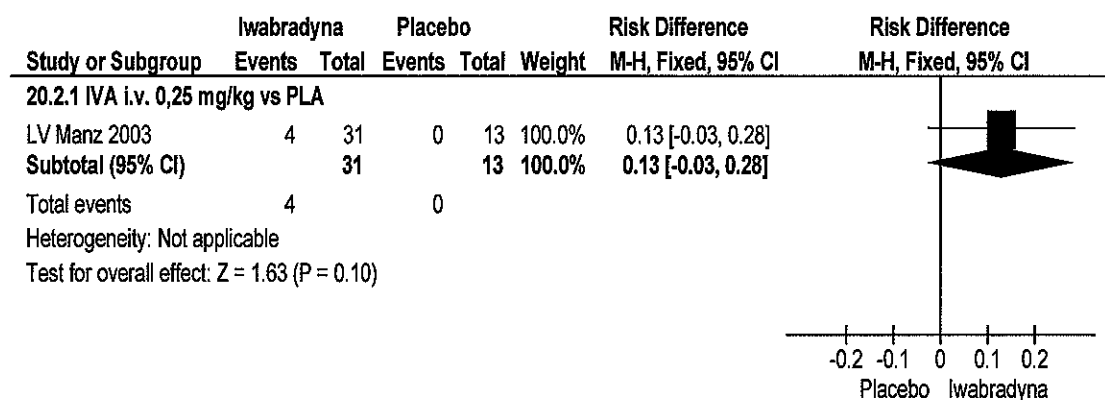 Iwabradyna Placebo Risk Difference Risk Difference
Study or Subgroup Events Total Events Total Weight M-H, Fixed, 95% CI M-H, Fixed, 95% CI
20.2.1 IVA i.v. 0,25 mg/kg vs PLA
LV Manz 2003 4 31 0 13 100.0% 0.13 [-0.03, 0.28]
Subtotal (95% CI) 31 13 100.0% 0.13 [-0.03, 0.28]
Total events 4 0
Heterogeneity: Not applicable
Test for overall effect: Z = 1.63 (P = 0.10)
-0.2 -0.1 0 0.1 0.2
Placebo Iwabradyna